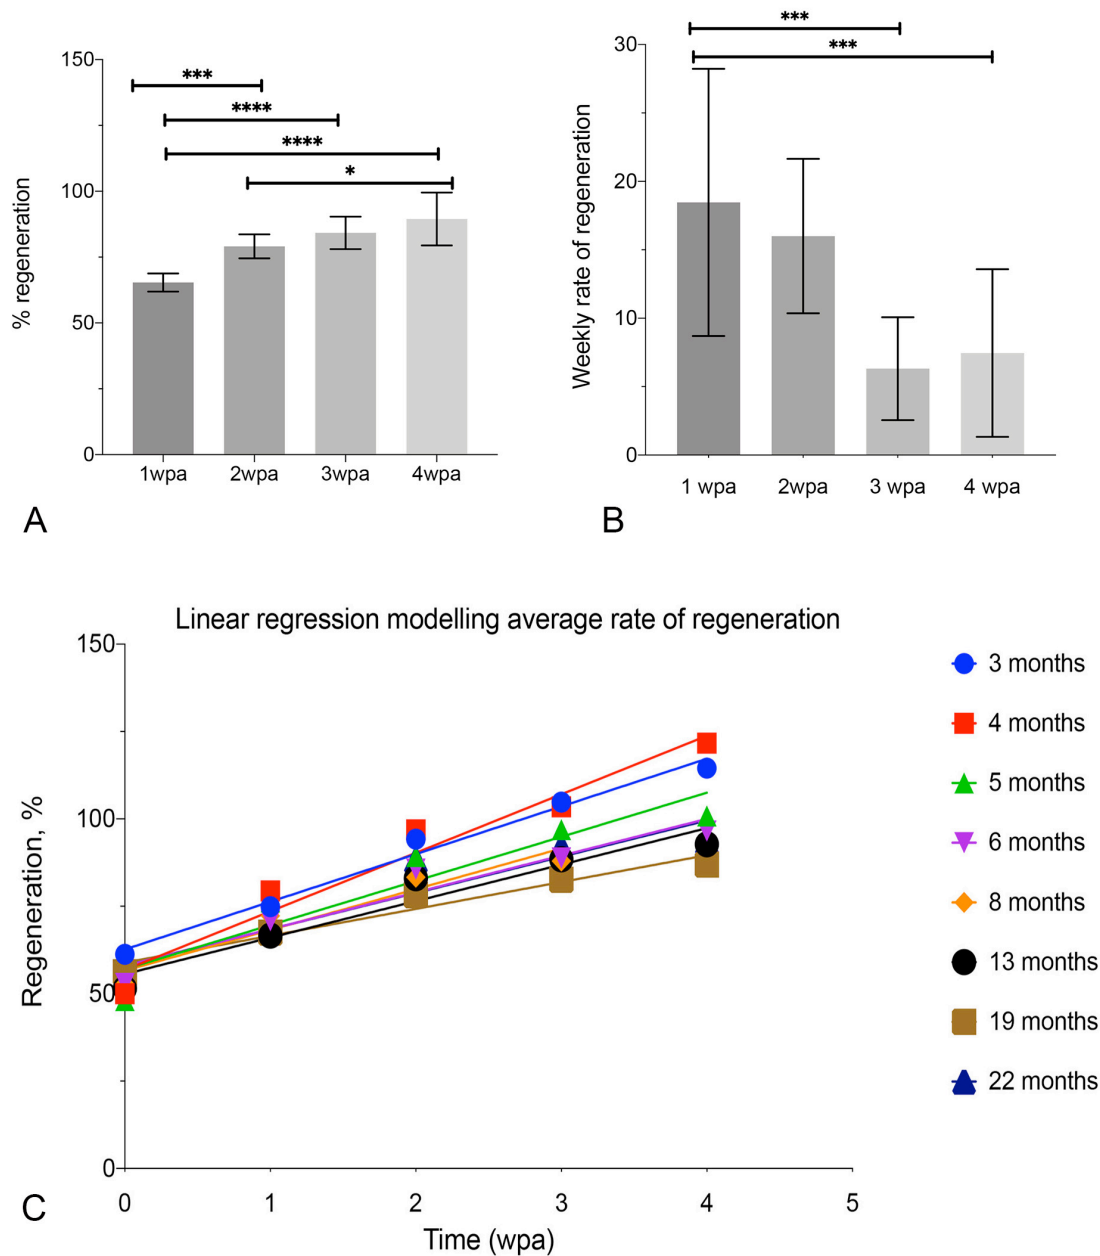 ***
****
****
*
150
100
50
0
% regeneration
1wpa 2wpa 3wpa 4wpa
A
***
***
30
20
10
0
Weekly rate of regeneration
1 wpa 2wpa 3 wpa 4 wpa
B
Linear regression modelling average rate of regeneration
150
100
50
0
Regeneration, %
0 1 2 3 4 5
Time (wpa)
3 months
4 months
5 months
6 months
8 months
13 months
19 months
22 months
C